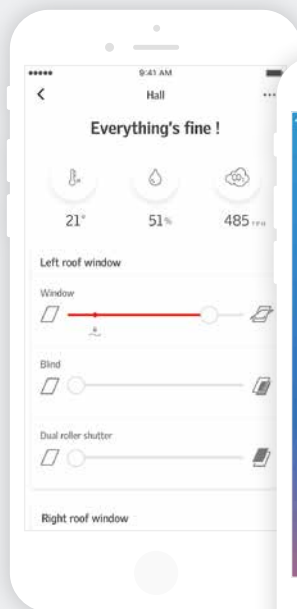 9:41 AM
Hall
Everything's fine !
21° 51% 485 PPM
Left roof window
Window
Blind
Dual roller shutter
Right roof window